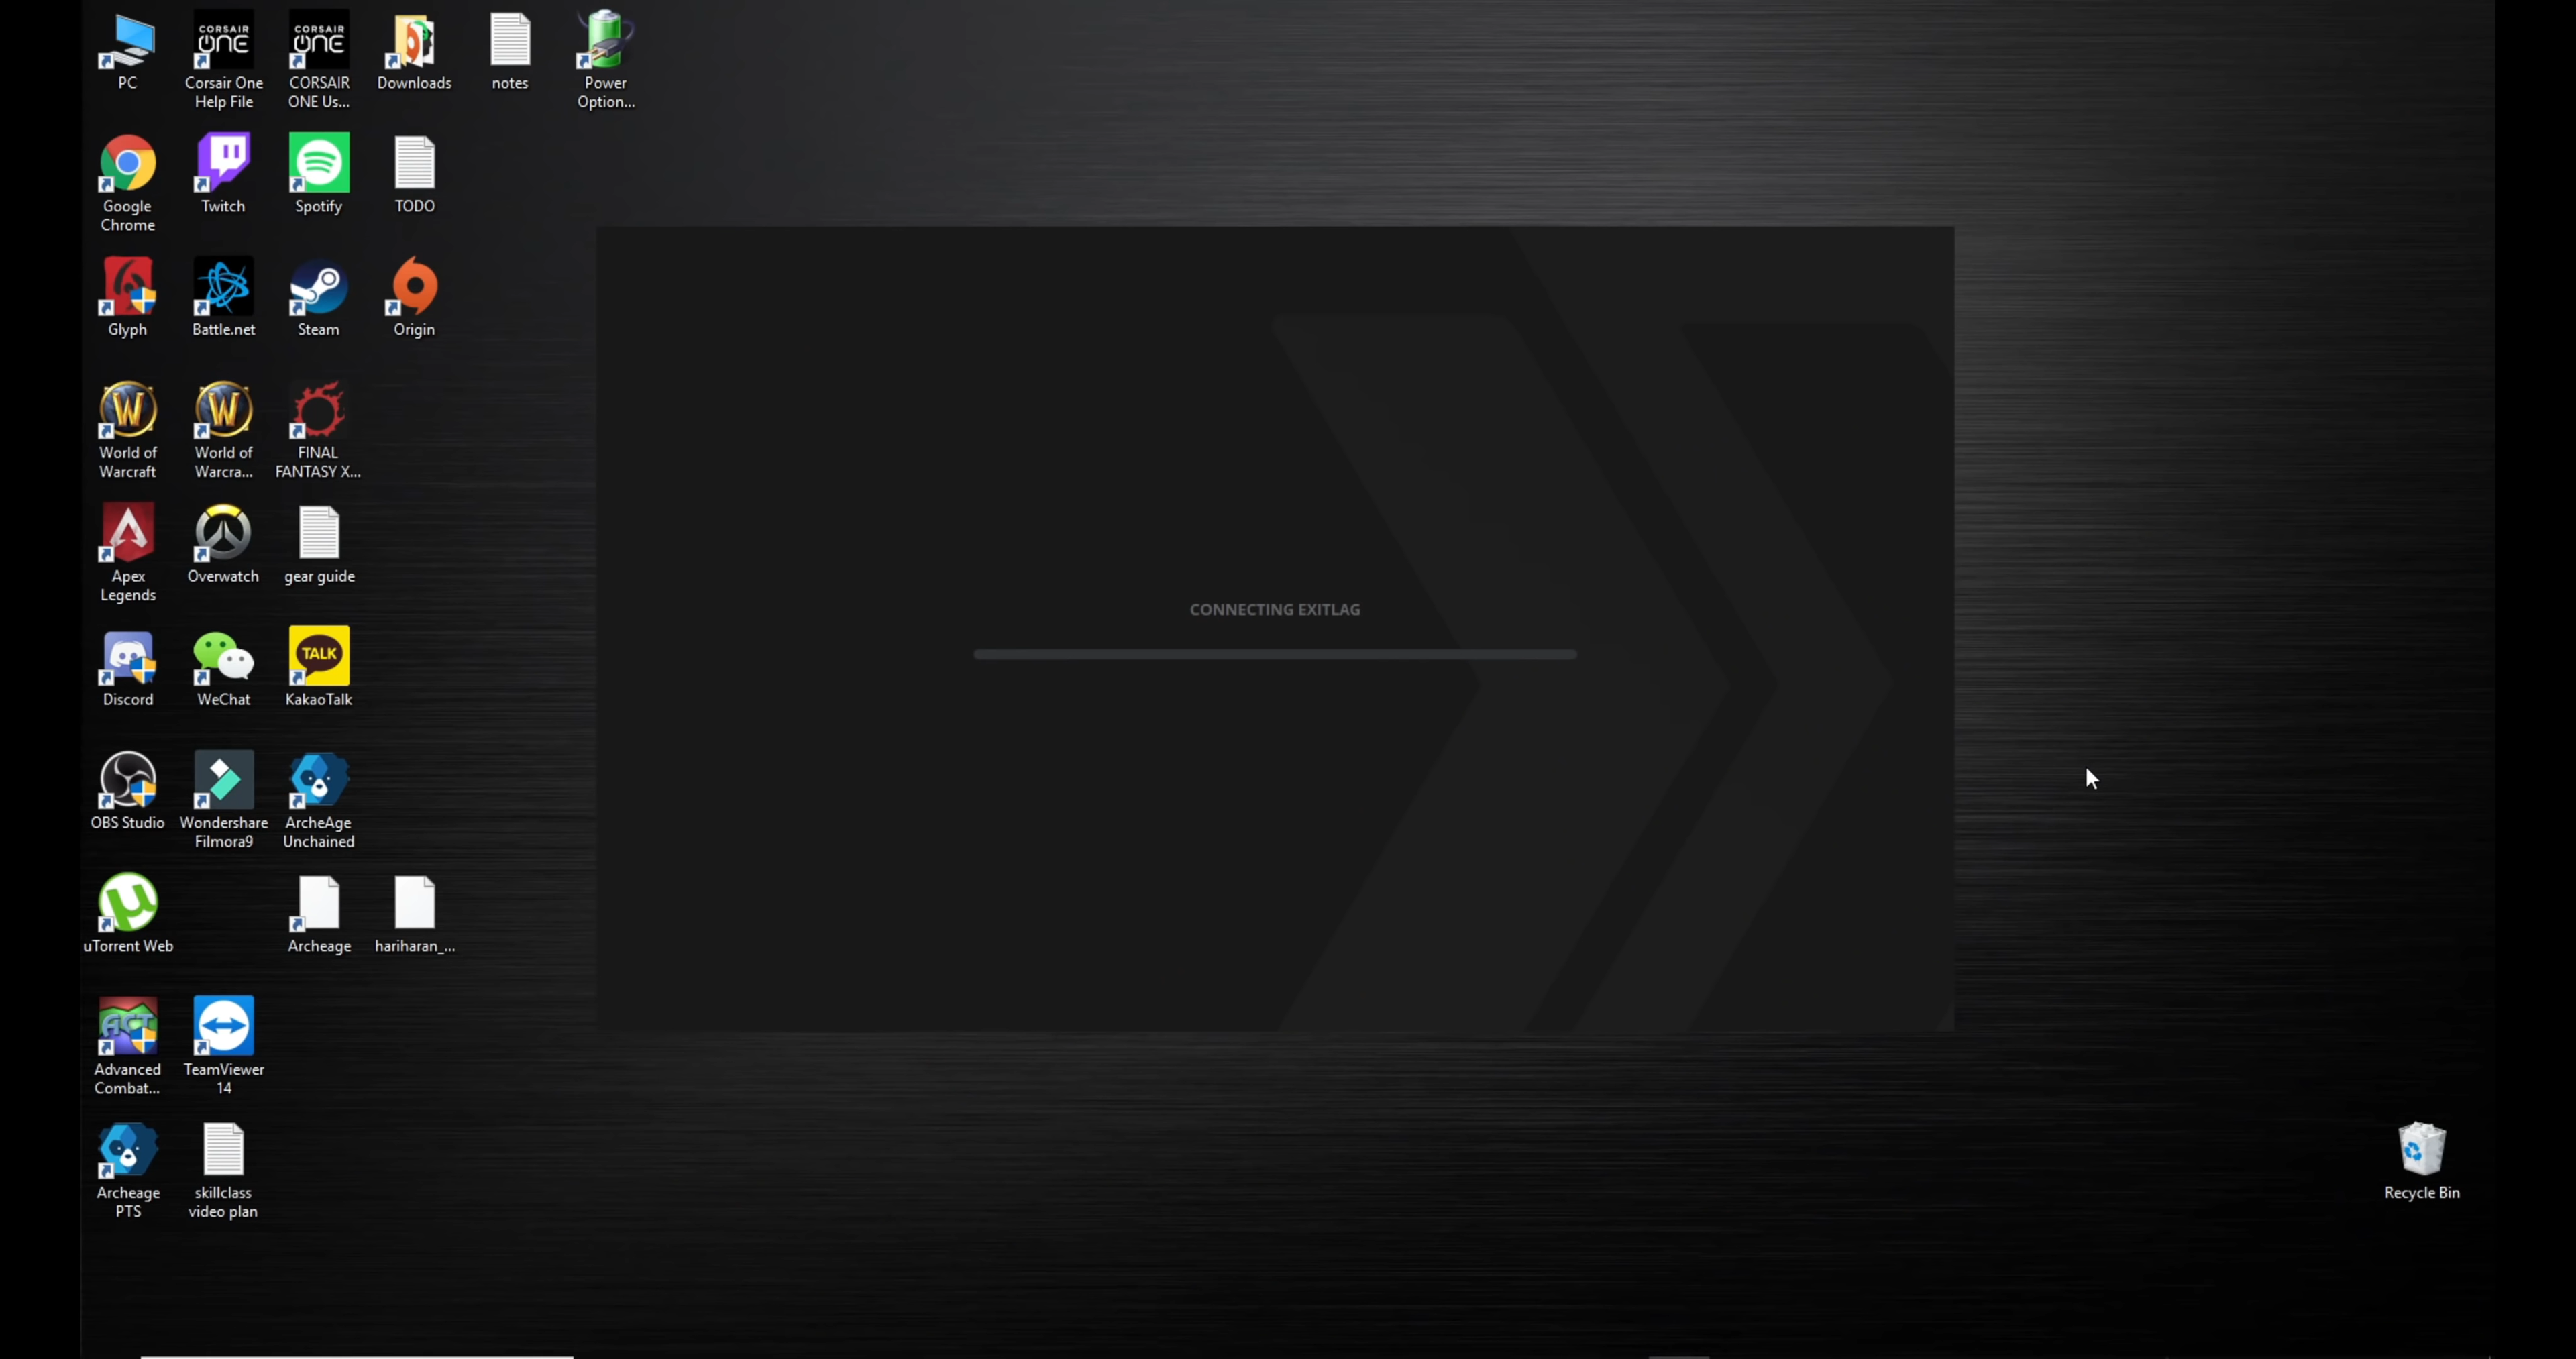 CORSAIR
ONE
CORSAIR
ONE
PC
Corsair One
Help File
CORSAIR
ONE Us...
Downloads
notes
Power
Option...
Google
Chrome
Twitch
Spotify
TODO
Glyph
Battle.net
Steam
Origin
W
W
World of
Warcraft
World of
Warcra...
FINAL
FANTASY X...
Apex
Legends
Overwatch
gear guide
CONNECTING EXITLAG
TALK
Discord
WeChat
KakaoTalk
OBS Studio
Wondershare
Filmora9
ArcheAge
Unchained
µ
uTorrent Web
Archeage
hariharan_...
ACT
Advanced
Combat...
TeamViewer
14
Archeage
PTS
skillclass
video plan
Recycle Bin